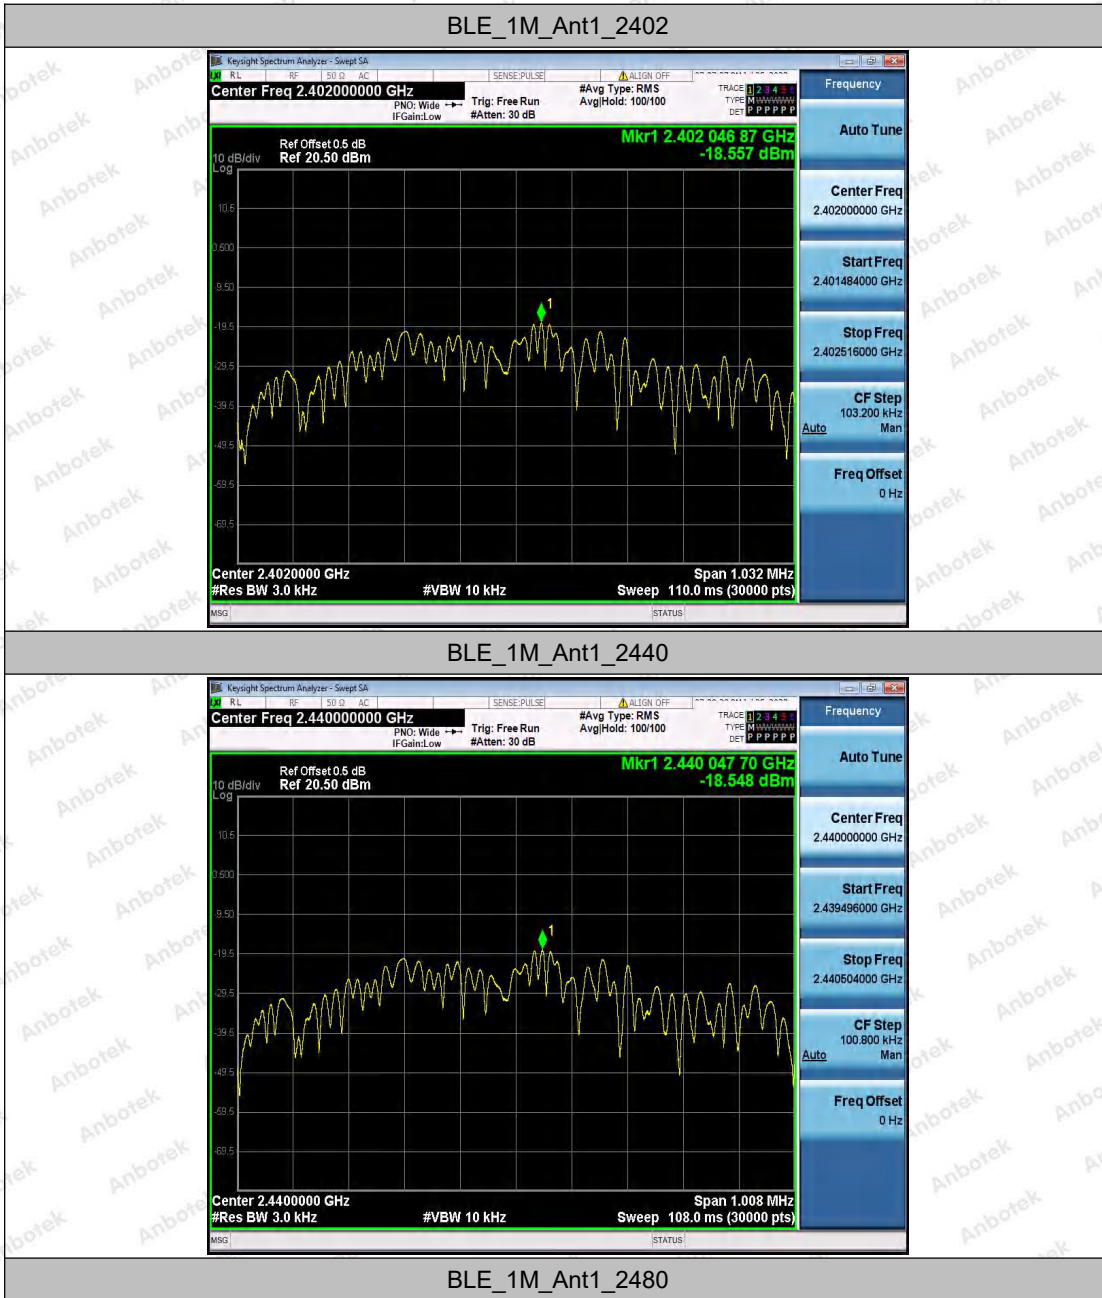 BLE_1M_Ant1_2402
Keysight Spectrum Analyzer - Swept SA
RL RF 50 Ω AC SENSE:PULSE ALIGN OFF
Center Freq 2.402000000 GHz
PNO: Wide
IFGain:Low
Trig: Free Run
#Atten: 30 dB
#Avg Type: RMS
Avg|Hold: 100/100
TRACE 1 2 3 4 5 6
TYPE M WWWWW
DET P P P P P P
Mkr1 2.402 046 87 GHz
-18.557 dBm
Ref Offset 0.5 dB
10 dB/div Ref 20.50 dBm
Log
10.5
0.500
-9.50
-19.5
-29.5
-39.5
-49.5
-59.5
-69.5
1
Center 2.4020000 GHz Span 1.032 MHz
#Res BW 3.0 kHz #VBW 10 kHz Sweep 110.0 ms (30000 pts)
MSG STATUS
Frequency
Auto Tune
Center Freq
2.402000000 GHz
Start Freq
2.401484000 GHz
Stop Freq
2.402516000 GHz
CF Step
103.200 kHz
Auto Man
Freq Offset
0 Hz
BLE_1M_Ant1_2440
Keysight Spectrum Analyzer - Swept SA
RL RF 50 Ω AC SENSE:PULSE ALIGN OFF
Center Freq 2.440000000 GHz
PNO: Wide
IFGain:Low
Trig: Free Run
#Atten: 30 dB
#Avg Type: RMS
Avg|Hold: 100/100
TRACE 1 2 3 4 5 6
TYPE M WWWWW
DET P P P P P P
Mkr1 2.440 047 70 GHz
-18.548 dBm
Ref Offset 0.5 dB
10 dB/div Ref 20.50 dBm
Log
10.5
0.500
-9.50
-19.5
-29.5
-39.5
-49.5
-59.5
-69.5
1
Center 2.4400000 GHz Span 1.008 MHz
#Res BW 3.0 kHz #VBW 10 kHz Sweep 108.0 ms (30000 pts)
MSG STATUS
Frequency
Auto Tune
Center Freq
2.440000000 GHz
Start Freq
2.439496000 GHz
Stop Freq
2.440504000 GHz
CF Step
100.800 kHz
Auto Man
Freq Offset
0 Hz
BLE_1M_Ant1_2480
Anbotek